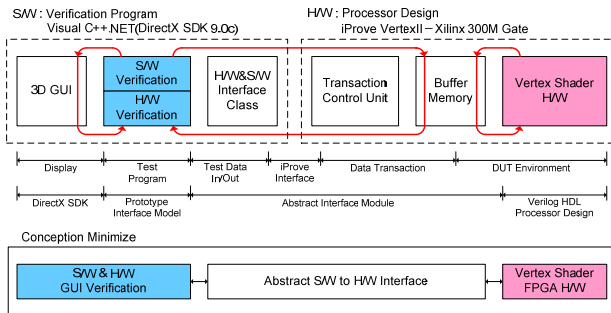 S/W : Verification Program
Visual C++.NET(DirectX SDK 9.0c)
H/W : Processor Design
iProve VertexII-Xilinx 300M Gate
3D GUI
S/W
Verification
H/W
Verification
H/W&S/W
Interface
Class
Transaction
Control Unit
Buffer
Memory
Vertex Shader
H/W
Display
Test
Program
Test Data
In/Out
iProve
Interface
Data Transaction
DUT Environment
DirectX SDK
Prototype
Interface Model
Abstract Interface Module
Verilog HDL
Processor Design
Conception Minimize
S/W & H/W
GUI Verification
Abstract S/W to H/W Interface
Vertex Shader
FPGA H/W